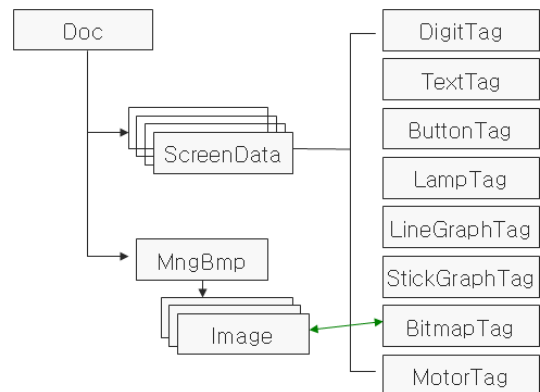 Doc
DigitTag
TextTag
ButtonTag
ScreenData
LampTag
LineGraphTag
MngBmp
StickGraphTag
Image
BitmapTag
MotorTag